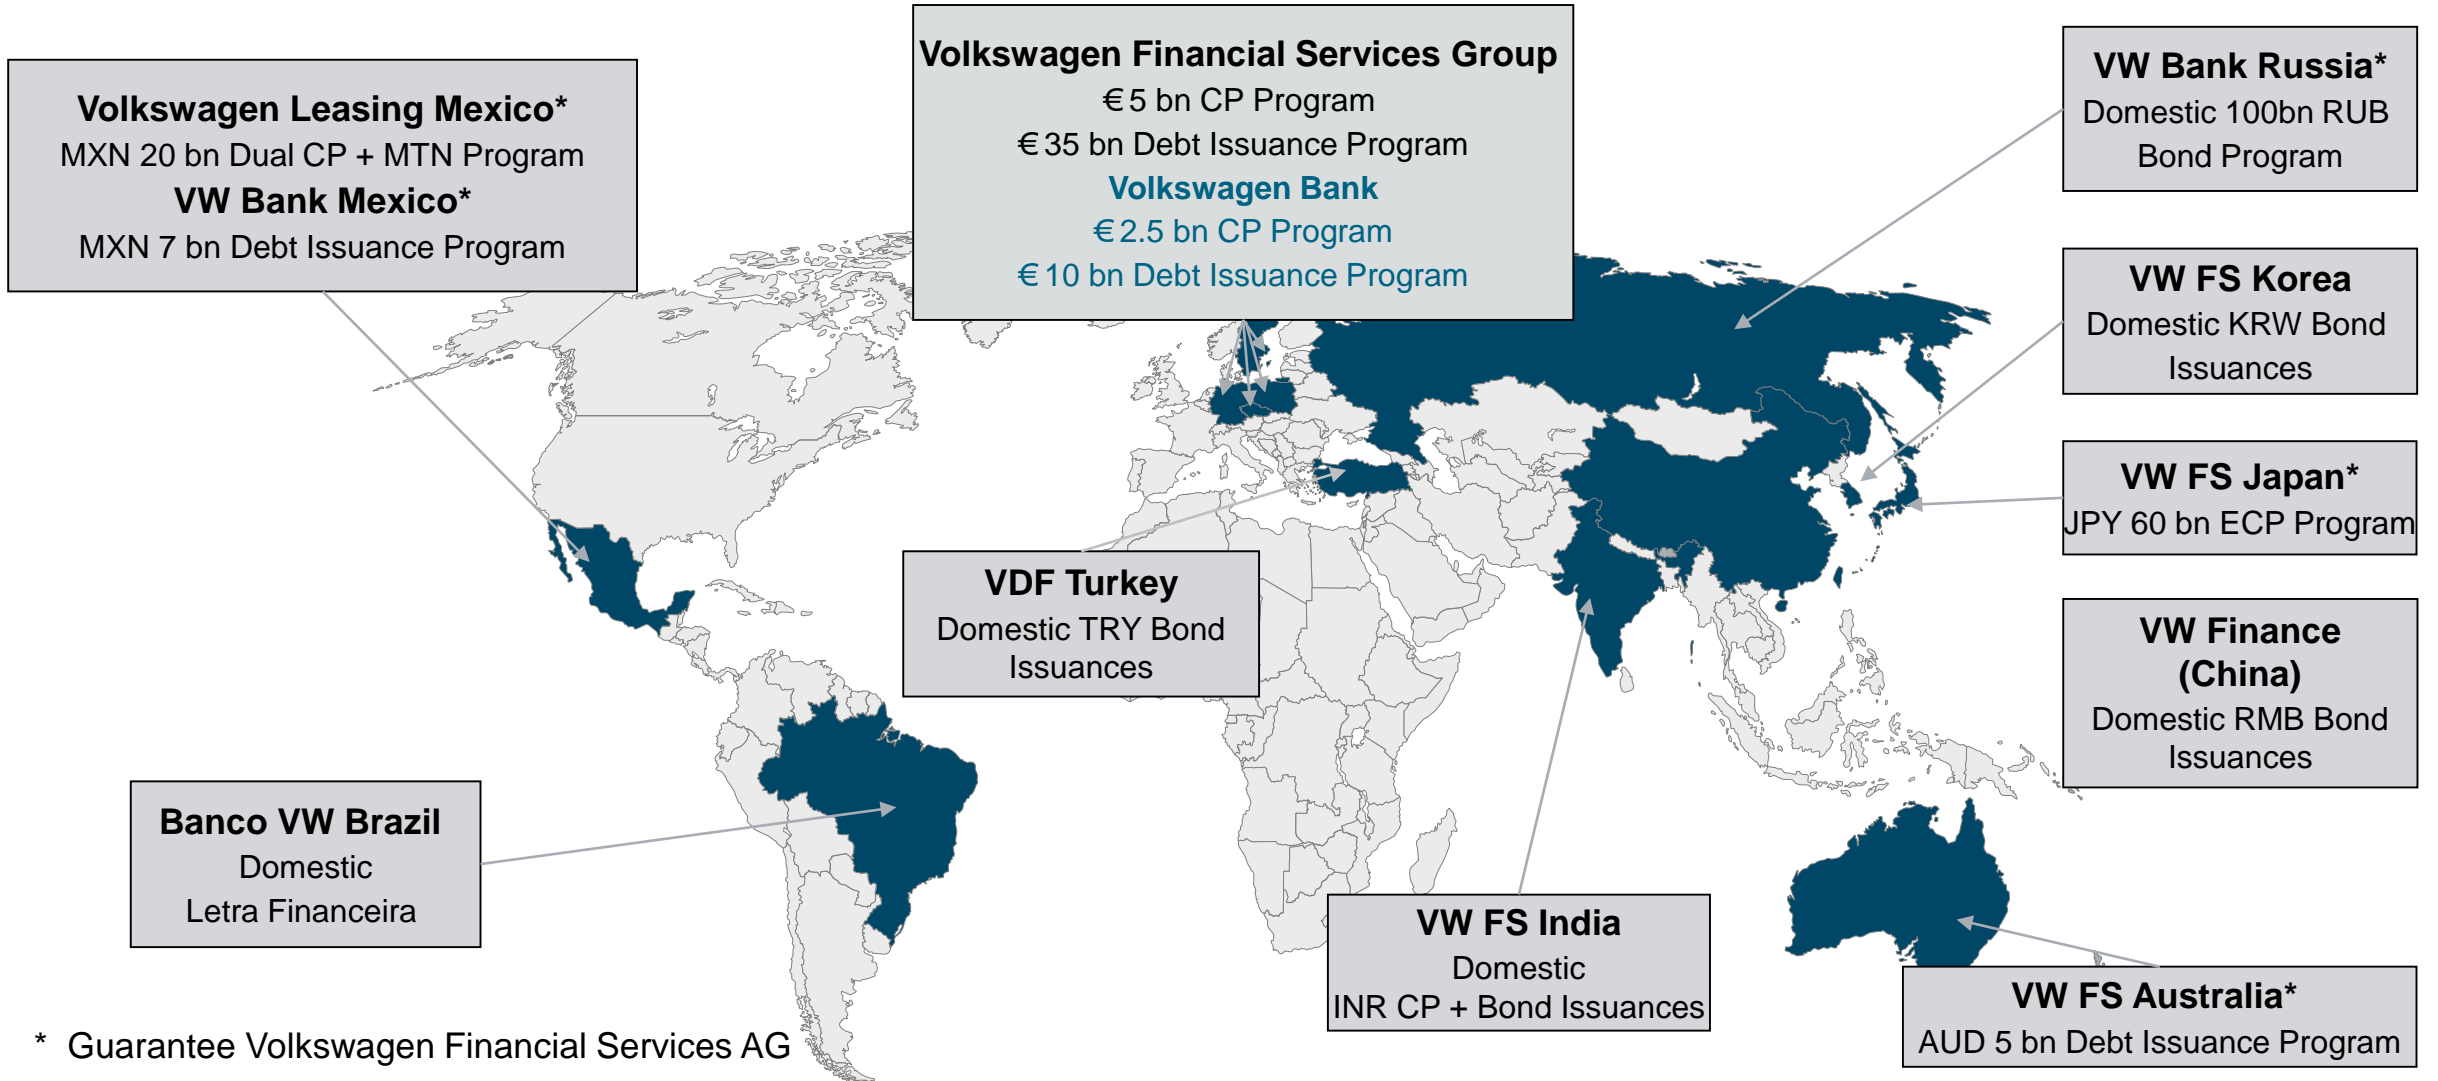 Volkswagen Leasing Mexico*
MXN 20 bn Dual CP + MTN Program
VW Bank Mexico*
MXN 7 bn Debt Issuance Program
Volkswagen Financial Services Group
€5 bn CP Program
€35 bn Debt Issuance Program
Volkswagen Bank
€2.5 bn CP Program
€10 bn Debt Issuance Program
VW Bank Russia*
Domestic 100bn RUB
Bond Program
VW FS Korea
Domestic KRW Bond
Issuances
VW FS Japan*
JPY 60 bn ECP Program
VDF Turkey
Domestic TRY Bond
Issuances
VW Finance
(China)
Domestic RMB Bond
Issuances
Banco VW Brazil
Domestic
Letra Financeira
VW FS India
Domestic
INR CP + Bond Issuances
VW FS Australia*
AUD 5 bn Debt Issuance Program
* Guarantee Volkswagen Financial Services AG